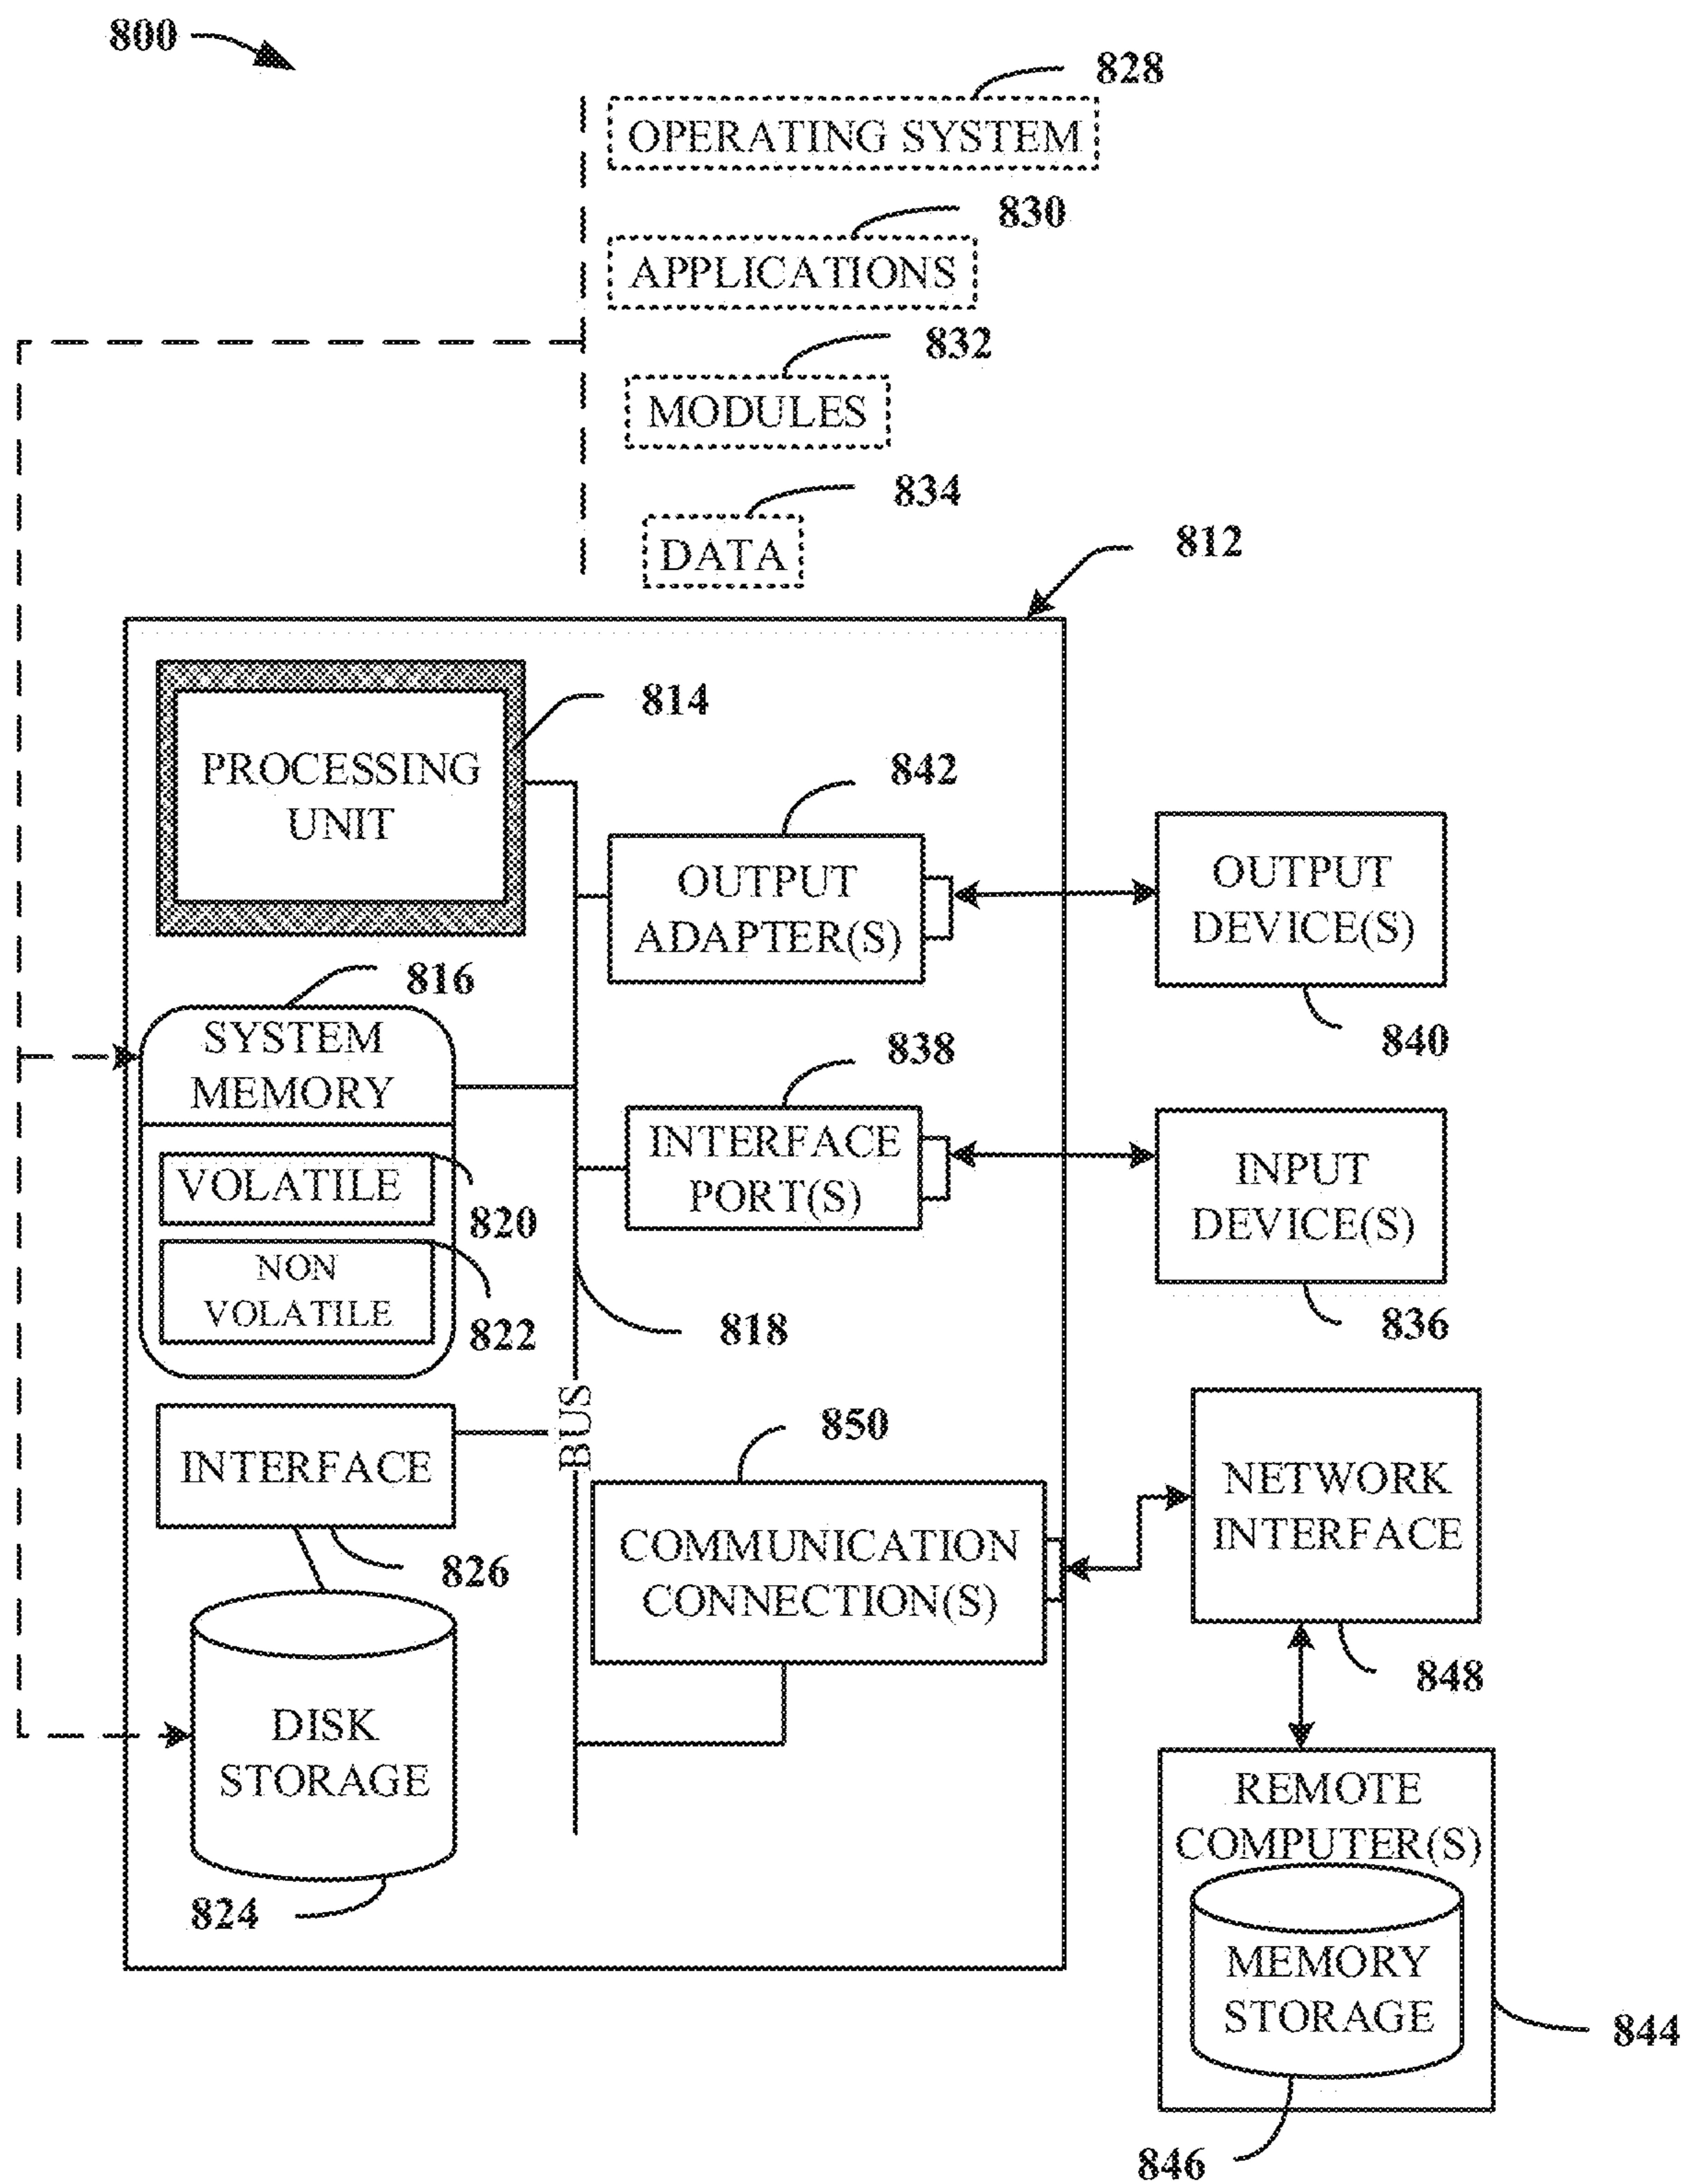 800
828
OPERATING SYSTEM
830
APPLICATIONS
832
MODULES
834
DATA
812
814
PROCESSING
UNIT
842
OUTPUT
ADAPTER(S)
OUTPUT
DEVICE(S)
840
816
SYSTEM
MEMORY
838
INTERFACE
PORT(S)
INPUT
DEVICE(S)
836
VOLATILE
820
NON
VOLATILE
822
818
BUS
INTERFACE
826
850
COMMUNICATION
CONNECTION(S)
NETWORK
INTERFACE
848
DISK
STORAGE
824
REMOTE
COMPUTER(S)
MEMORY
STORAGE
844
846